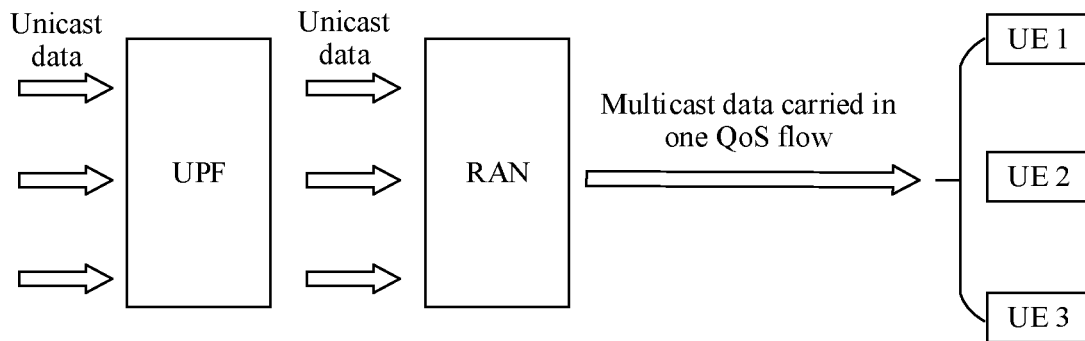 Unicast
data
Unicast
data
UPF
RAN
Multicast data carried in
one QoS flow
UE 1
UE 2
UE 3